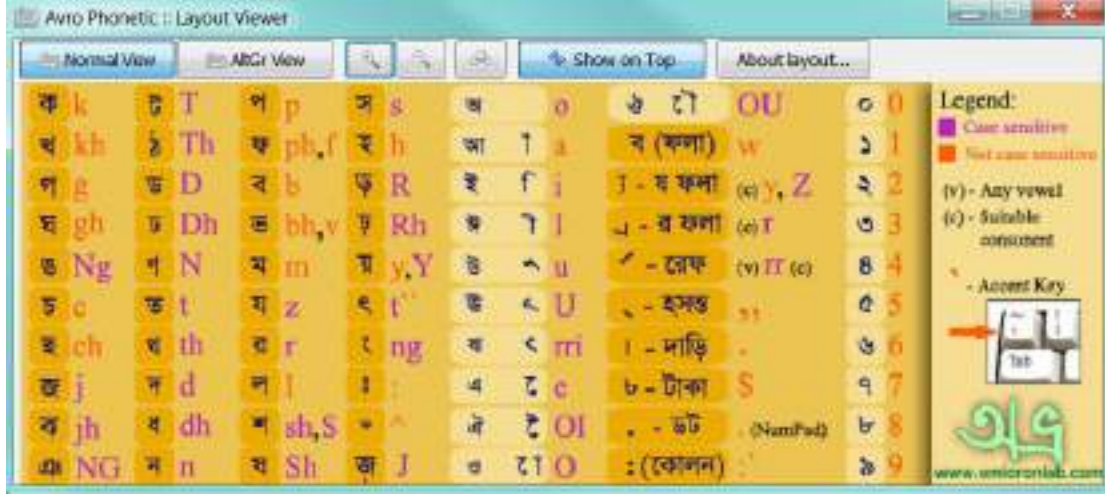 Avro Phonetic :: Layout Viewer
Normal View AltGr View Show on Top About layout...
ক k ট T প p স s অ o ঔ ৌ OU ০ 0
খ kh ঠ Th ফ ph,f হ h আ া a ব (ফলা) w ১ 1
গ g ড D ব b ড় R ই ি i য ফলা (c) y, Z ২ 2
ঘ gh ঢ Dh ভ bh,v ঢ় Rh ঈ ী I র ফলা (c) r ৩ 3
ঙ Ng ণ N ম m য় y,Y উ ু u - রেফ (v) rr (c) ৪ 4
চ c ত t য z ৎ t`` ঊ ূ U - হসন্ত ,, ৫ 5
ছ ch থ th র r ং ng ঋ ৃ rri । - দাড়ি . ৬ 6
জ j দ d ল l ঃ : এ ে e ৳ - টাকা $ ৭ 7
ঝ jh ধ dh শ sh,S ঁ ^ ঐ ৈ OI . - ডট . (NumPad) ৮ 8
ঞ NG ন n ষ Sh জ় J ও ো O : (কোলন) :` ৯ 9
Legend:
Case sensitive
Not case sensitive
(v) - Any vowel
(c) - Suitable
consonent
- Accent Key
Tab
অভ্র
www.omicronlab.com